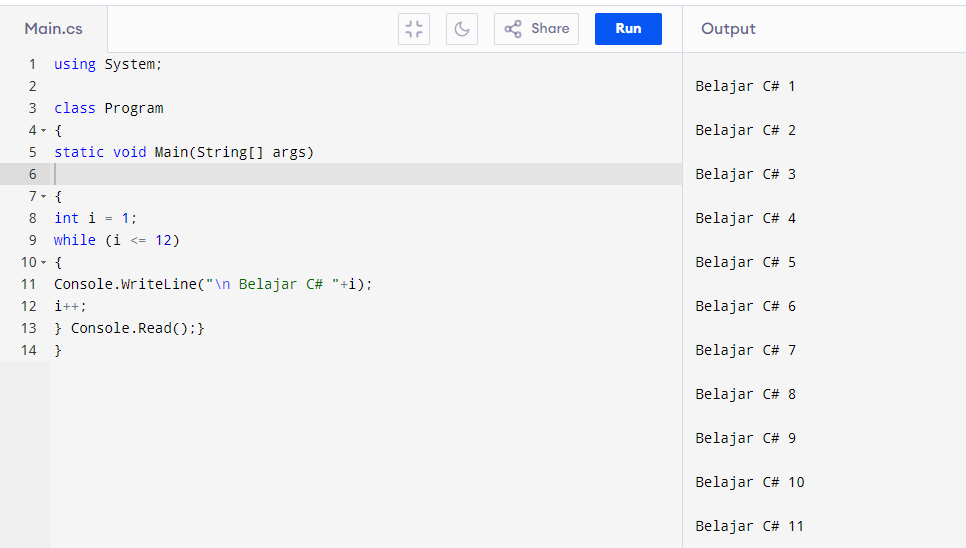 Main.cs
Share
Run
Output
1 using System;
2
3 class Program
4 {
5 static void Main(String[] args)
6
7 {
8 int i = 1;
9 while (i <= 12)
10 {
11 Console.WriteLine("\n Belajar C# "+i);
12 i++;
13 } Console.Read();}
14 }
Belajar C# 1
Belajar C# 2
Belajar C# 3
Belajar C# 4
Belajar C# 5
Belajar C# 6
Belajar C# 7
Belajar C# 8
Belajar C# 9
Belajar C# 10
Belajar C# 11